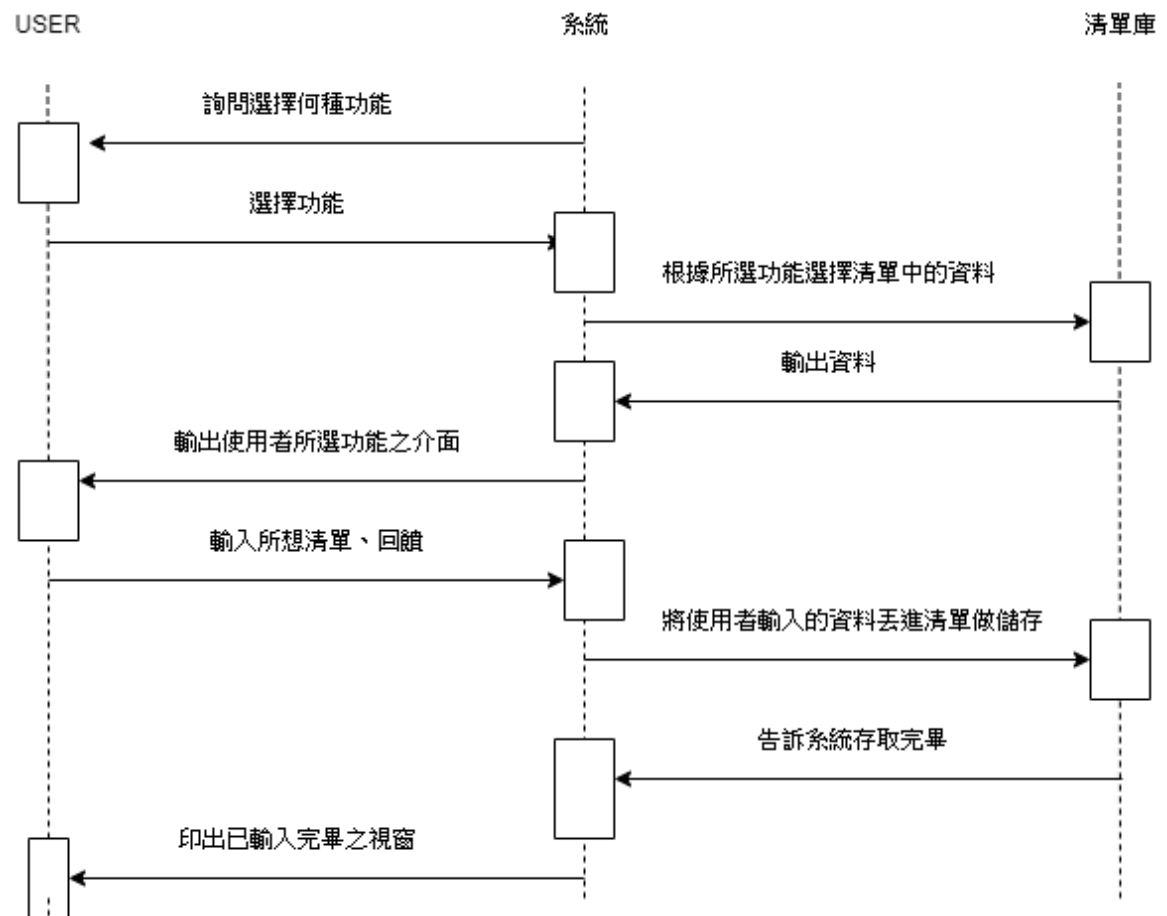 USER
系統
清單庫
詢問選擇何種功能
選擇功能
根據所選功能選擇清單中的資料
輸出資料
輸出使用者所選功能之介面
輸入所想清單、回饋
將使用者輸入的資料丟進清單做儲存
告訴系統存取完畢
印出已輸入完畢之視窗